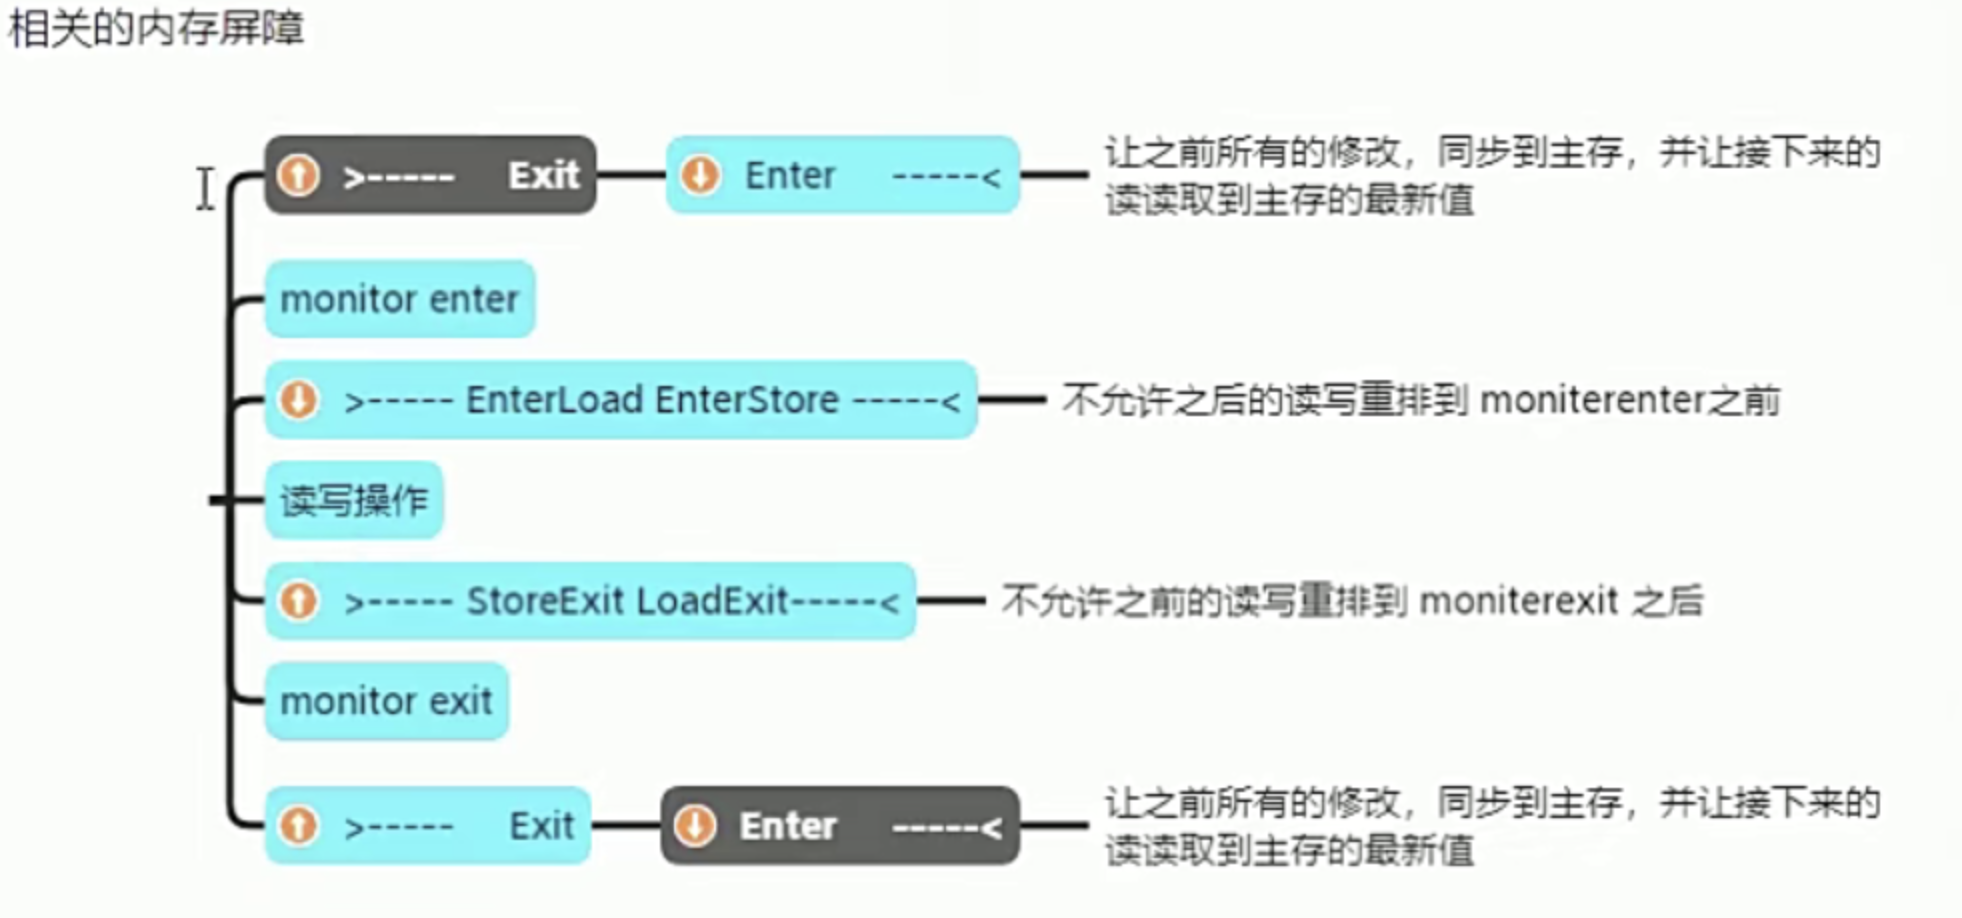 相关的内存屏障
>----- Exit Enter -----< 让之前所有的修改，同步到主存，并让接下来的
读读取到主存的最新值
monitor enter
>----- EnterLoad EnterStore -----< 不允许之后的读写重排到 moniterenter之前
读写操作
>----- StoreExit LoadExit-----< 不允许之前的读写重排到 moniterexit 之后
monitor exit
>----- Exit Enter -----< 让之前所有的修改，同步到主存，并让接下来的
读读取到主存的最新值